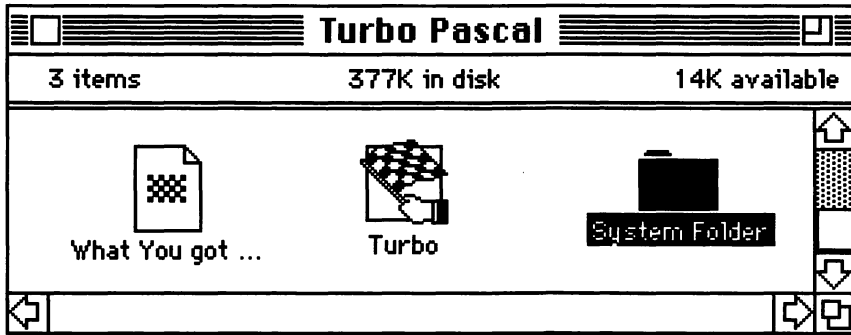 Turbo Pascal
3 items 377K in disk 14K available
What You got ... Turbo System Folder